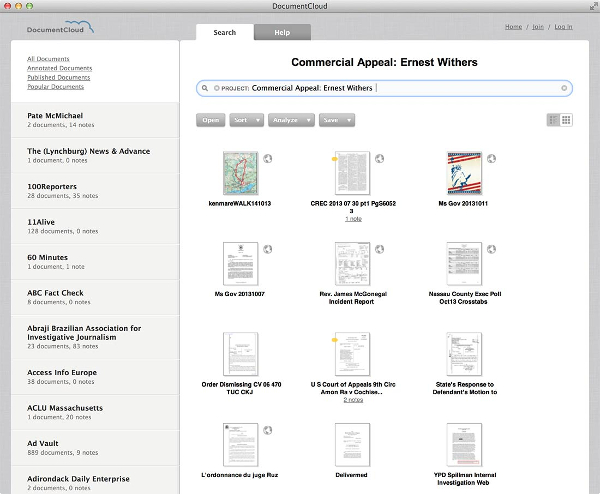 DocumentCloud
DocumentCloud
Search
Help
Home / Join / Log In
All Documents
Annotated Documents
Published Documents
Popular Documents
Pate McMichael
2 documents, 14 notes
The (Lynchburg) News & Advance
1 document, 0 notes
100Reporters
28 documents, 35 notes
11Alive
128 documents, 0 notes
60 Minutes
1 document, 1 note
ABC Fact Check
8 documents, 0 notes
Abraji Brazilian Association for
Investigative Journalism
23 documents, 83 notes
Access Info Europe
38 documents, 0 notes
ACLU Massachusetts
1 document, 20 notes
Ad Vault
889 documents, 9 notes
Adirondack Daily Enterprise
2 documents, 0 notes
Commercial Appeal: Ernest Withers
PROJECT: Commercial Appeal: Ernest Withers
Open
Sort
Analyze
Save
kenmareWALK141013
CREC 2013 07 30 pt1 PgS6052
3
1 note
Ms Gov 20131011
Ms Gov 20131007
Rev. James McGonegal
Incident Report
Nassau County Exec Poll
Oct13 Crosstabs
Order Dismissing CV 06 470
TUC CKJ
U S Court of Appeals 9th Circ
Amon Ra v Cochise...
2 notes
State's Response to
Defendant's Motion to
L'ordonnance du juge Ruz
Delivermed
YPD Spillman Internal
Investigation Web